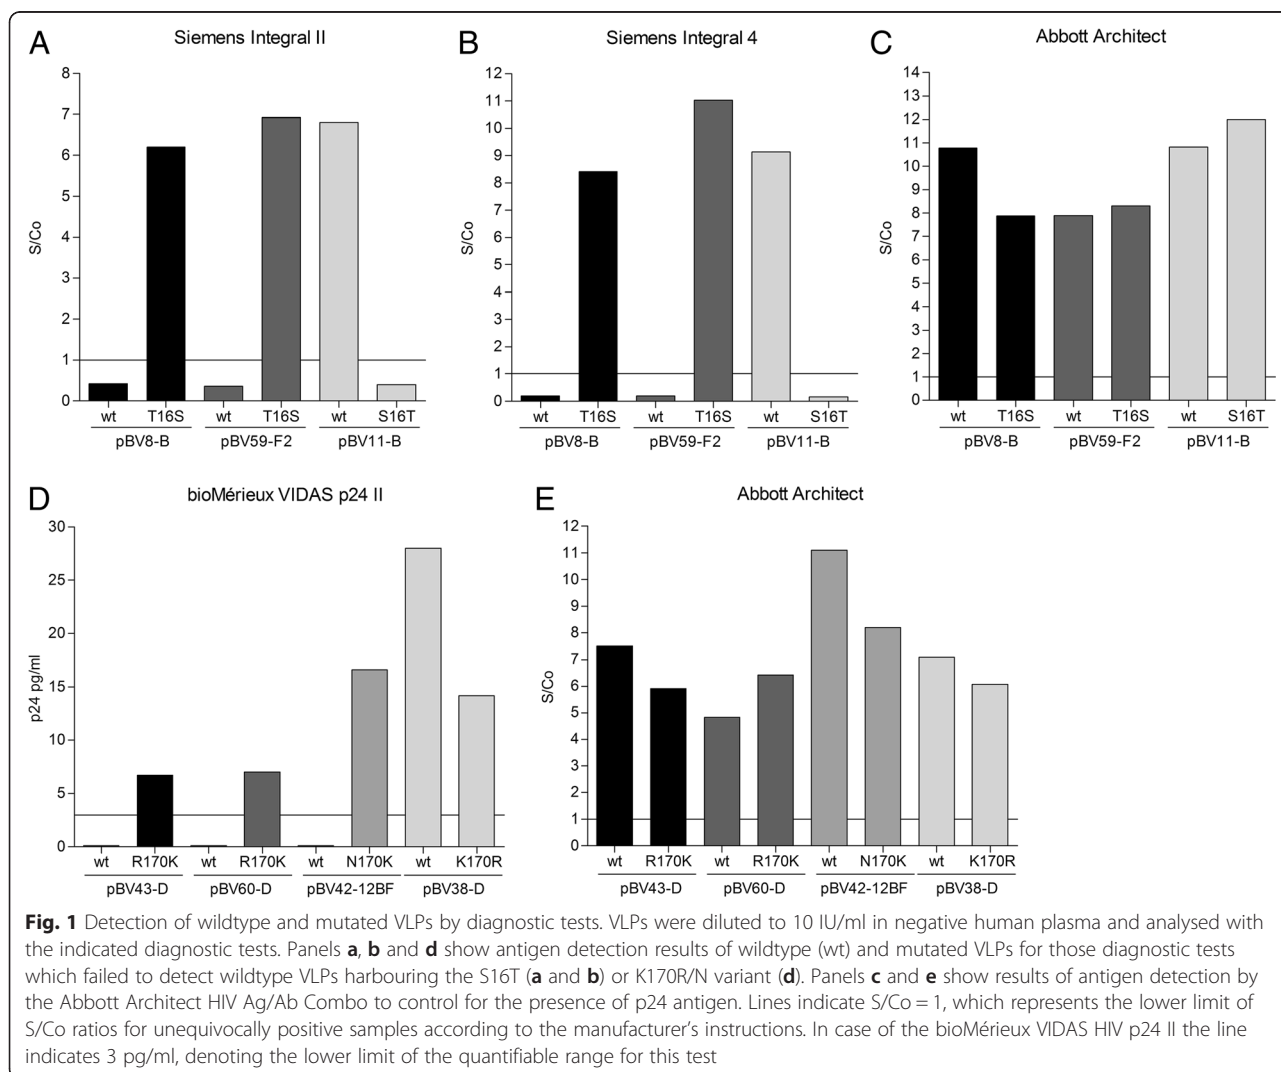 A
Siemens Integral II
S/Co
8
7
6
5
4
3
2
1
0
wt T16S wt T16S wt S16T
pBV8-B pBV59-F2 pBV11-B
B
Siemens Integral 4
S/Co
12
11
10
9
8
7
6
5
4
3
2
1
0
wt T16S wt T16S wt S16T
pBV8-B pBV59-F2 pBV11-B
C
Abbott Architect
S/Co
14
13
12
11
10
9
8
7
6
5
4
3
2
1
0
wt T16S wt T16S wt S16T
pBV8-B pBV59-F2 pBV11-B
D
bioMérieux VIDAS p24 II
p24 pg/ml
30
25
20
15
10
5
0
wt R170K wt R170K wt N170K wt K170R
pBV43-D pBV60-D pBV42-12BF pBV38-D
E
Abbott Architect
S/Co
12
11
10
9
8
7
6
5
4
3
2
1
0
wt R170K wt R170K wt N170K wt K170R
pBV43-D pBV60-D pBV42-12BF pBV38-D
Fig. 1 Detection of wildtype and mutated VLPs by diagnostic tests. VLPs were diluted to 10 IU/ml in negative human plasma and analysed with
the indicated diagnostic tests. Panels a, b and d show antigen detection results of wildtype (wt) and mutated VLPs for those diagnostic tests
which failed to detect wildtype VLPs harbouring the S16T (a and b) or K170R/N variant (d). Panels c and e show results of antigen detection by
the Abbott Architect HIV Ag/Ab Combo to control for the presence of p24 antigen. Lines indicate S/Co = 1, which represents the lower limit of
S/Co ratios for unequivocally positive samples according to the manufacturer's instructions. In case of the bioMérieux VIDAS HIV p24 II the line
indicates 3 pg/ml, denoting the lower limit of the quantifiable range for this test